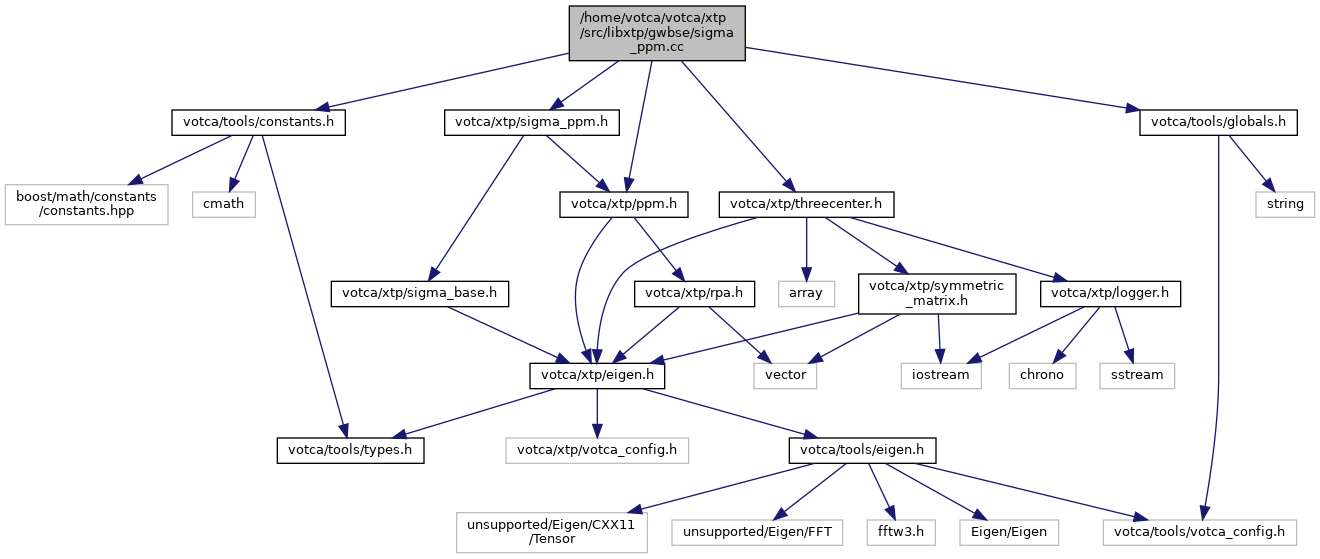 /home/votca/votca/xtp
/src/libxtp/gwbse/sigma
_ppm.cc
votca/tools/constants.h
votca/xtp/sigma_ppm.h
votca/tools/globals.h
boost/math/constants
/constants.hpp
cmath
votca/xtp/ppm.h
votca/xtp/threecenter.h
string
votca/xtp/sigma_base.h
votca/xtp/rpa.h
array
votca/xtp/symmetric
_matrix.h
votca/xtp/logger.h
votca/xtp/eigen.h
vector
iostream
chrono
sstream
votca/tools/types.h
votca/xtp/votca_config.h
votca/tools/eigen.h
unsupported/Eigen/CXX11
/Tensor
unsupported/Eigen/FFT
fftw3.h
Eigen/Eigen
votca/tools/votca_config.h